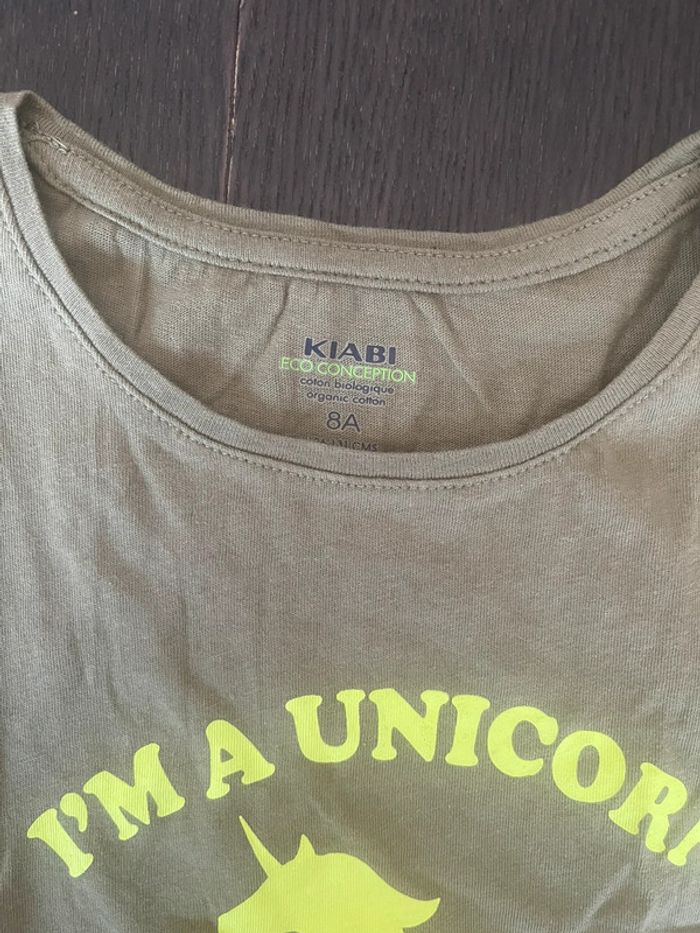 KIABI
ECO CONCEPTION
coton biologique
organic cotton
8A
I'M A UNICOR